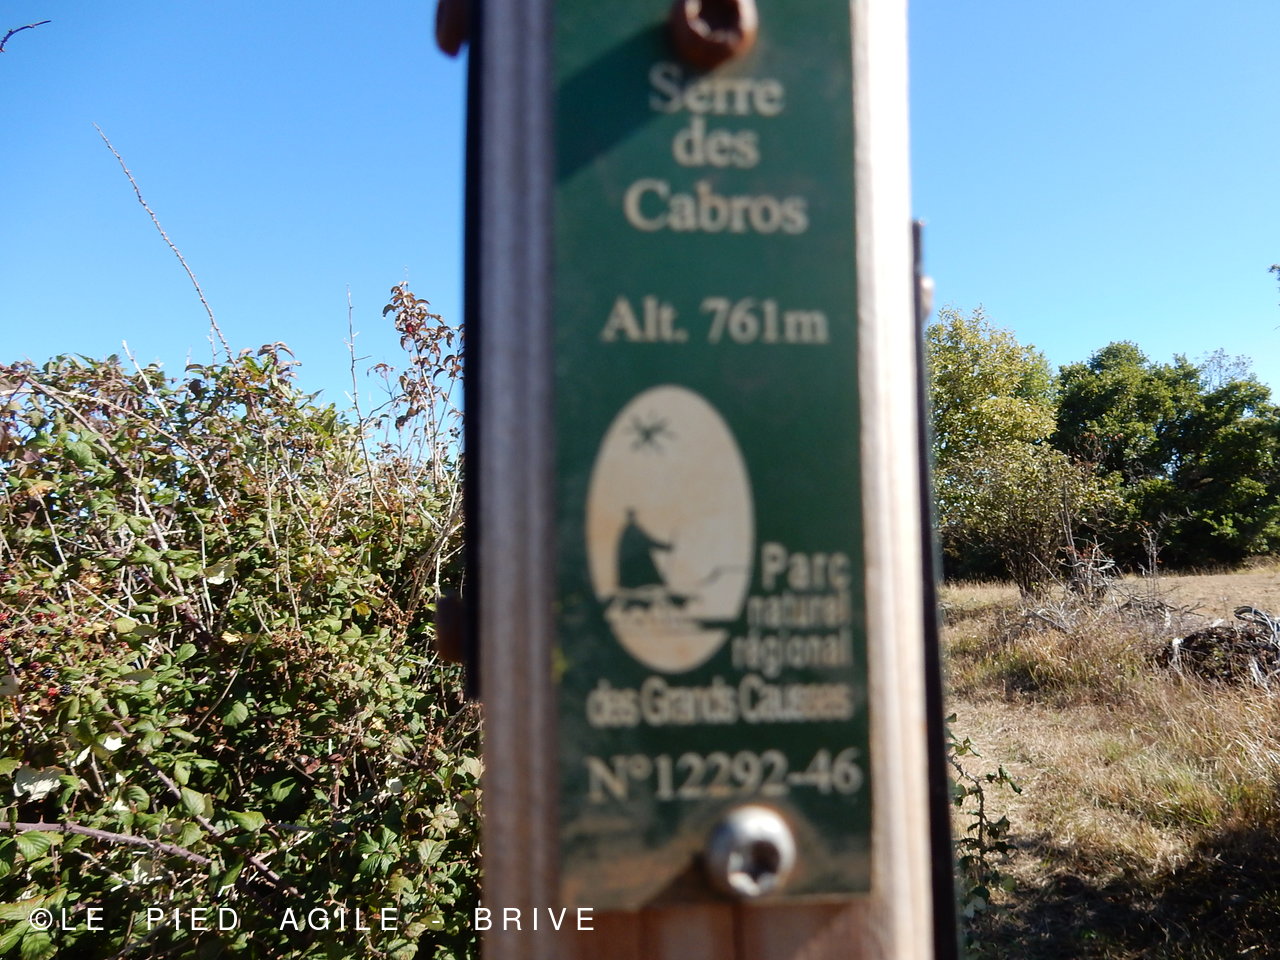 Serre
des
Cabros
Alt. 761m
Parc
naturel
régional
des Grands Causses
N°12292-46
©LE PIED AGILE - BRIVE